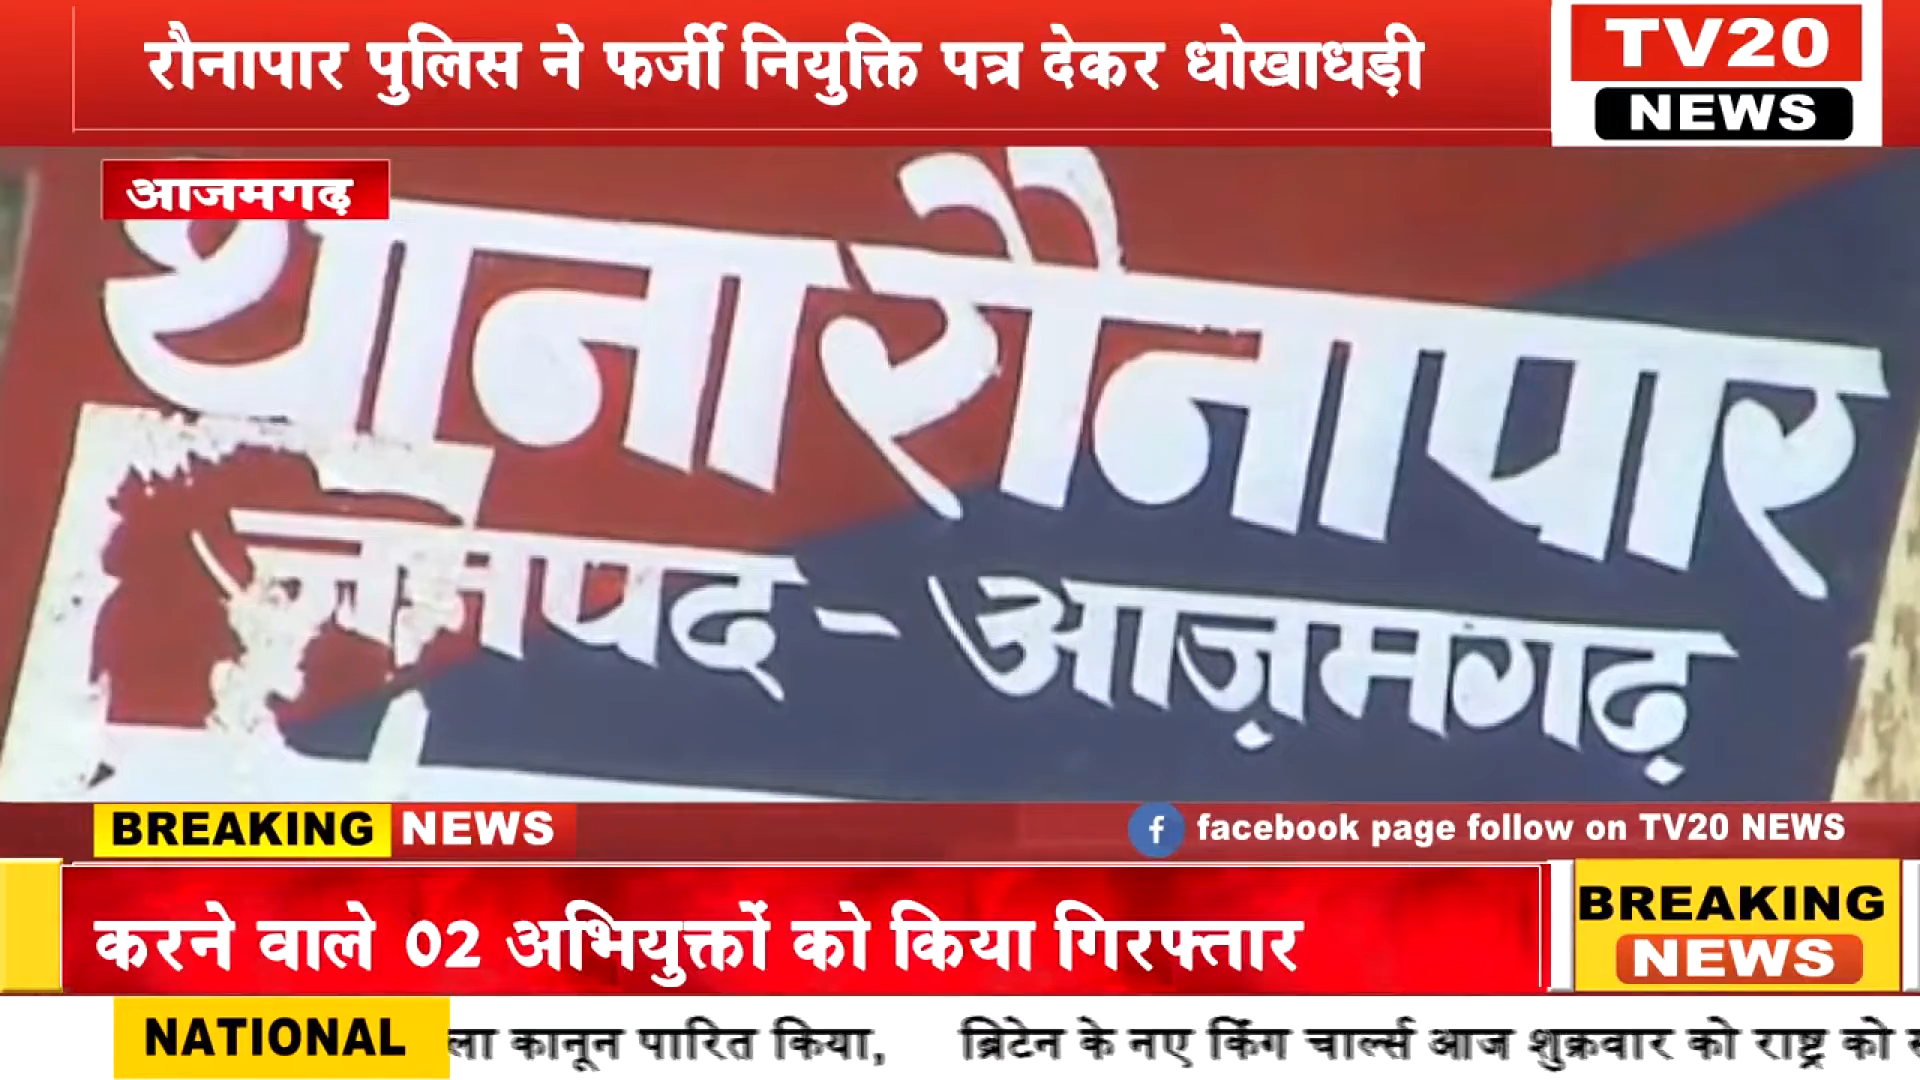 रौनापार पुलिस ने फर्जी नियुक्ति पत्र देकर धोखाधड़ी
TV20
NEWS
आजमगढ़
थाना रौनापार
जनपद - आज़मगढ़
BREAKING NEWS
facebook page follow on TV20 NEWS
करने वाले 02 अभियुक्तों को किया गिरफ्तार
BREAKING
NEWS
NATIONAL
ला कानून पारित किया, ब्रिटेन के नए किंग चार्ल्स आज शुक्रवार को राष्ट्र को